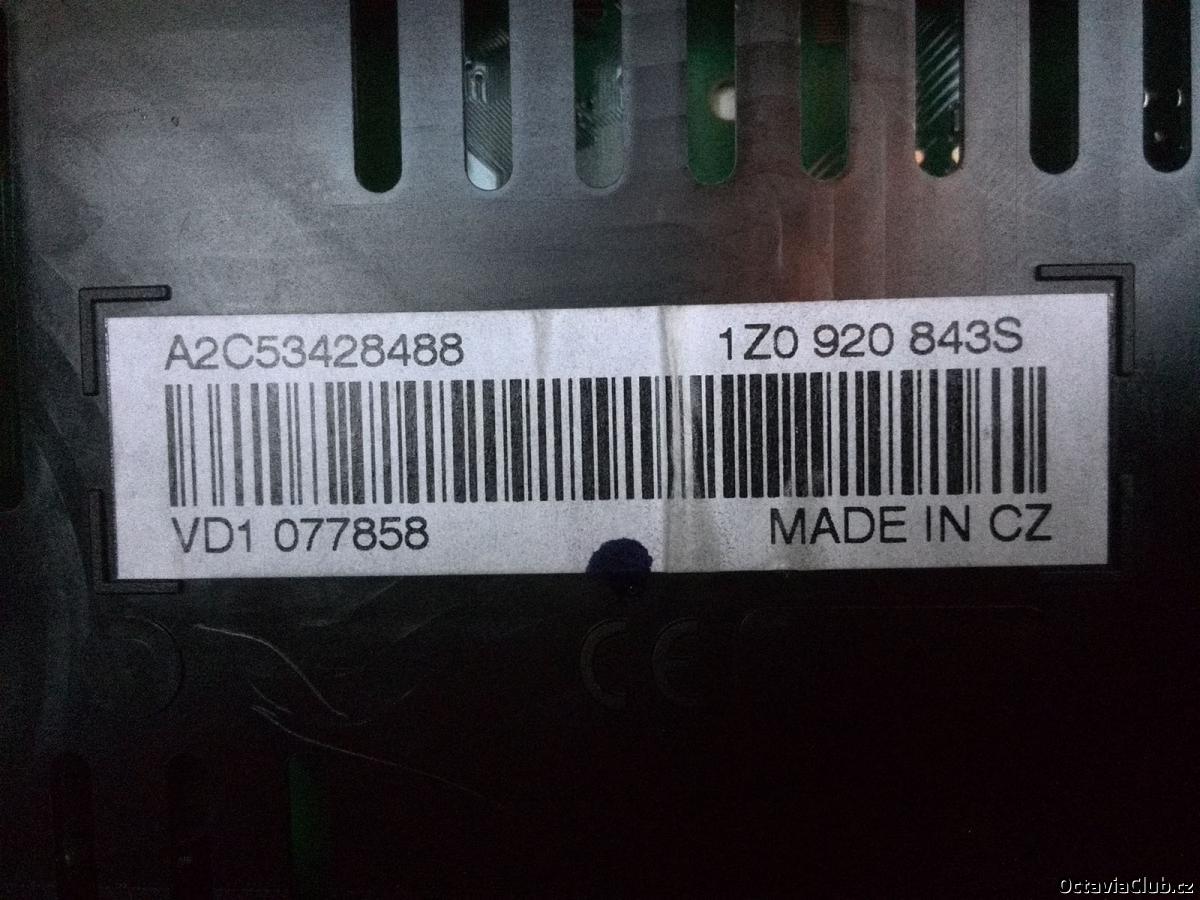 A2C53428488 1Z0 920 843S
VD1 077858 MADE IN CZ
CE
OctaviaClub.cz